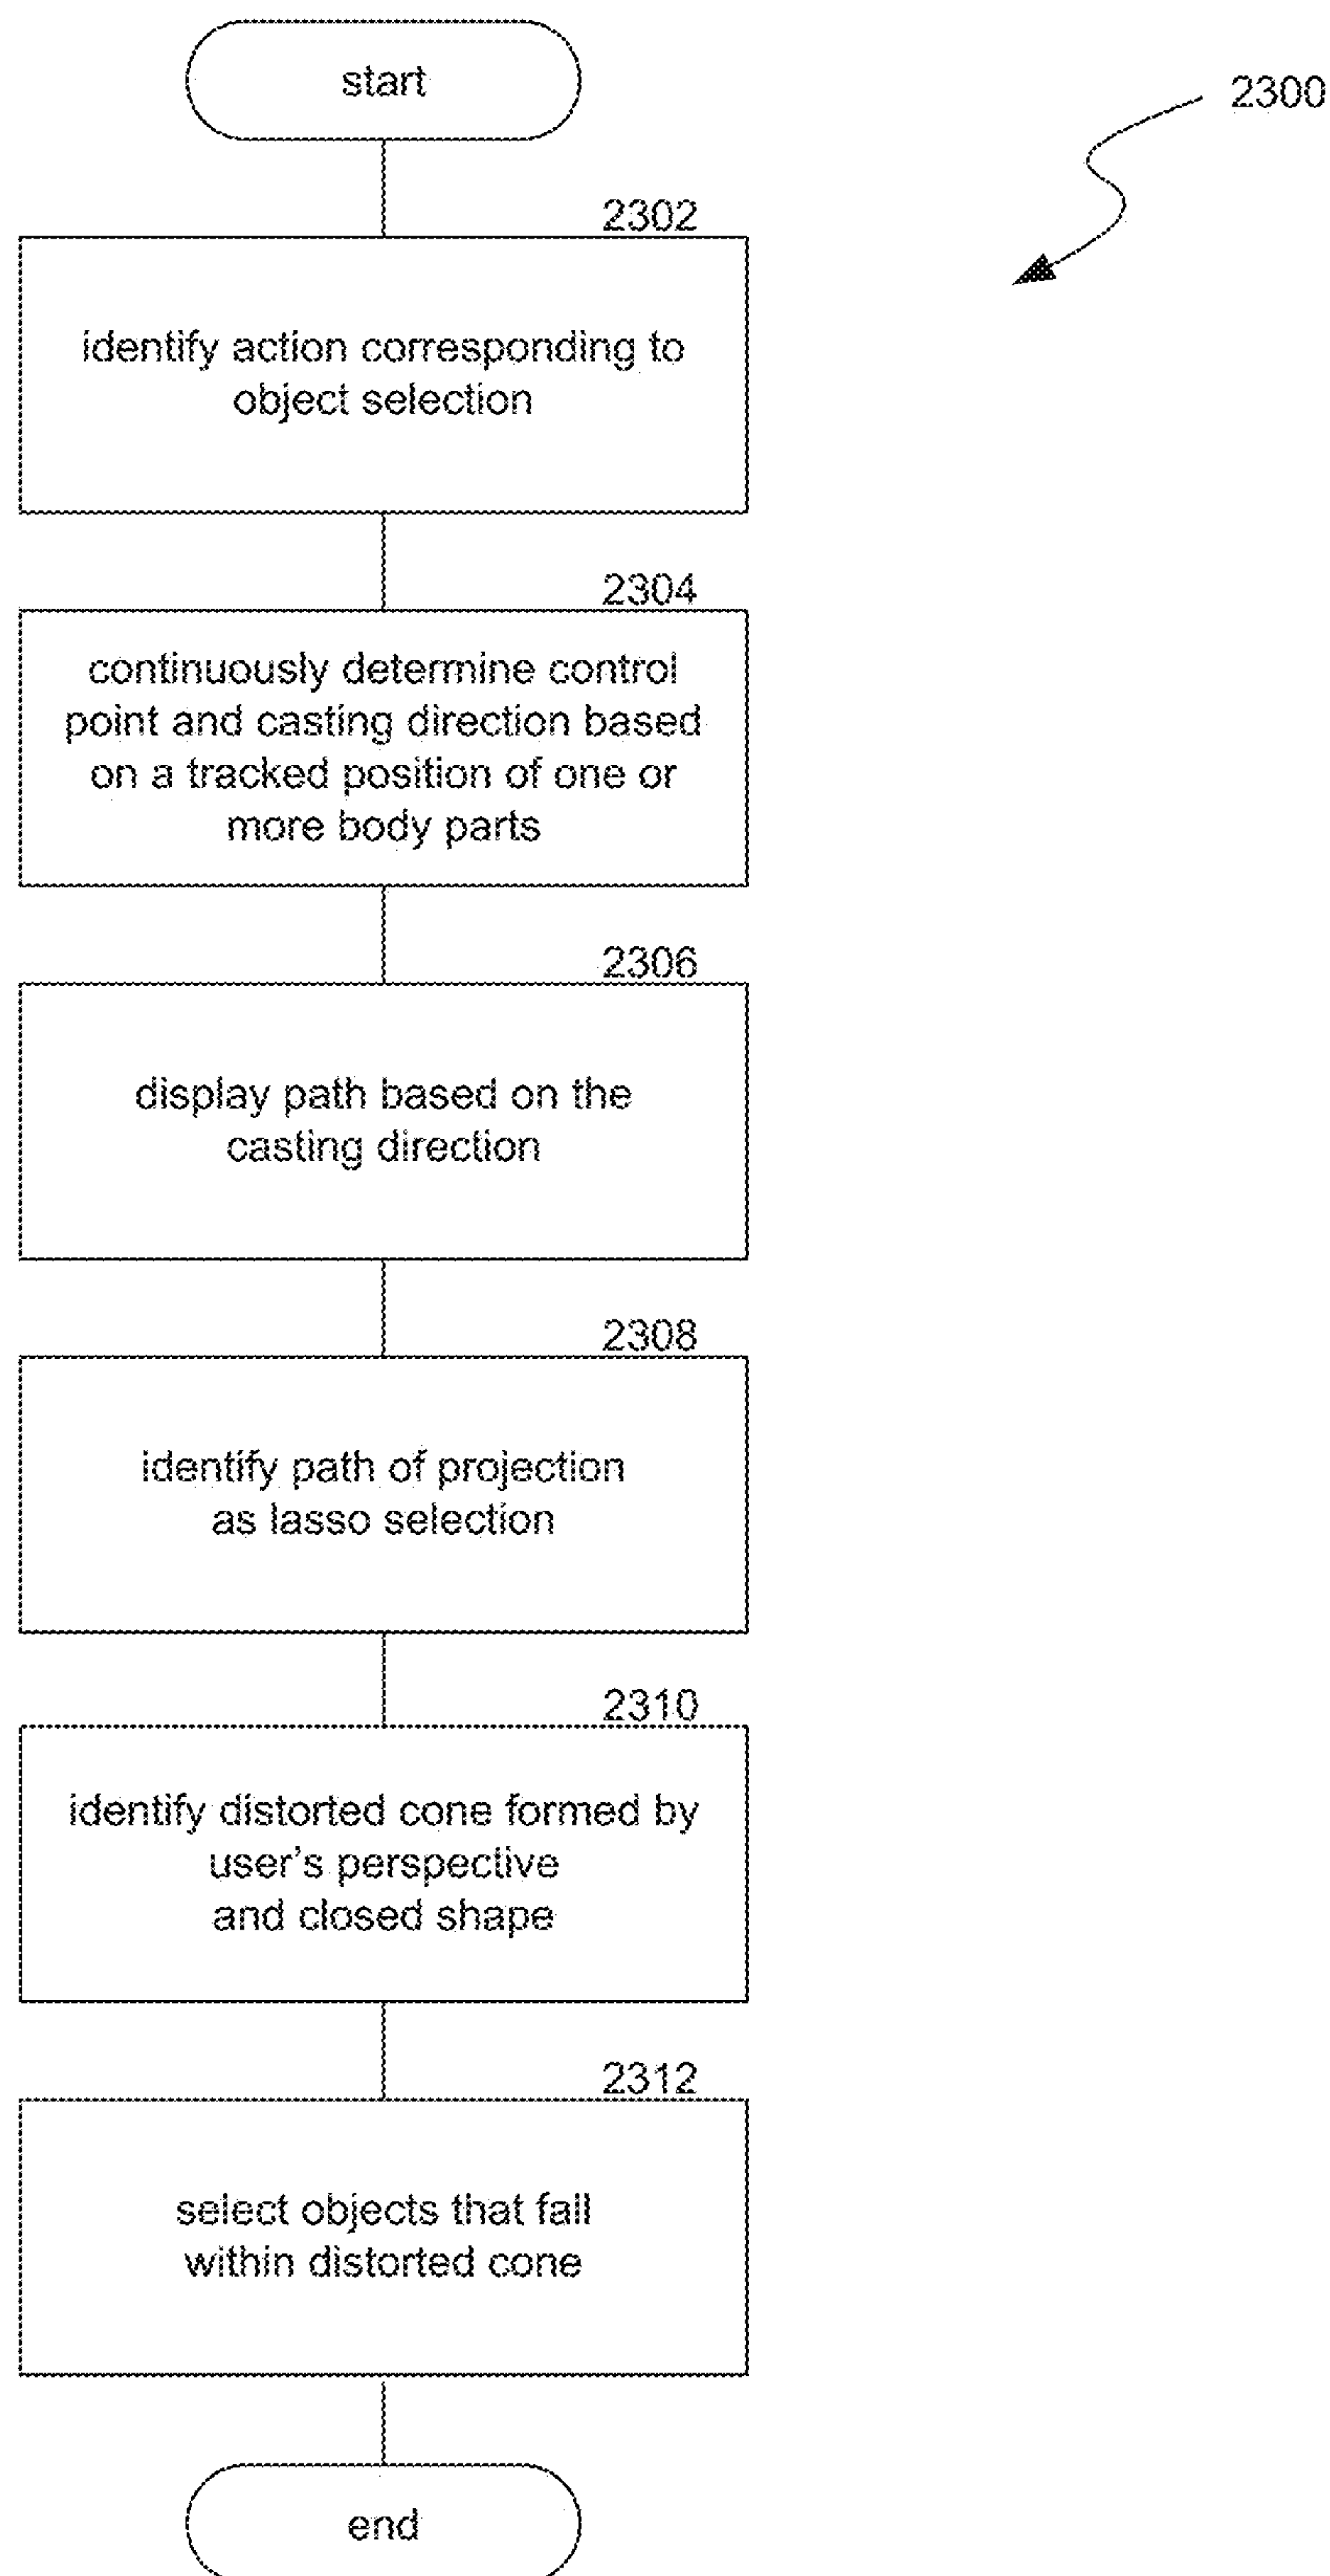 start
2300
2302
identify action corresponding to
object selection
2304
continuously determine control
point and casting direction based
on a tracked position of one or
more body parts
2306
display path based on the
casting direction
2308
identify path of projection
as lasso selection
2310
identify distorted cone formed by
user's perspective
and closed shape
2312
select objects that fall
within distorted cone
end